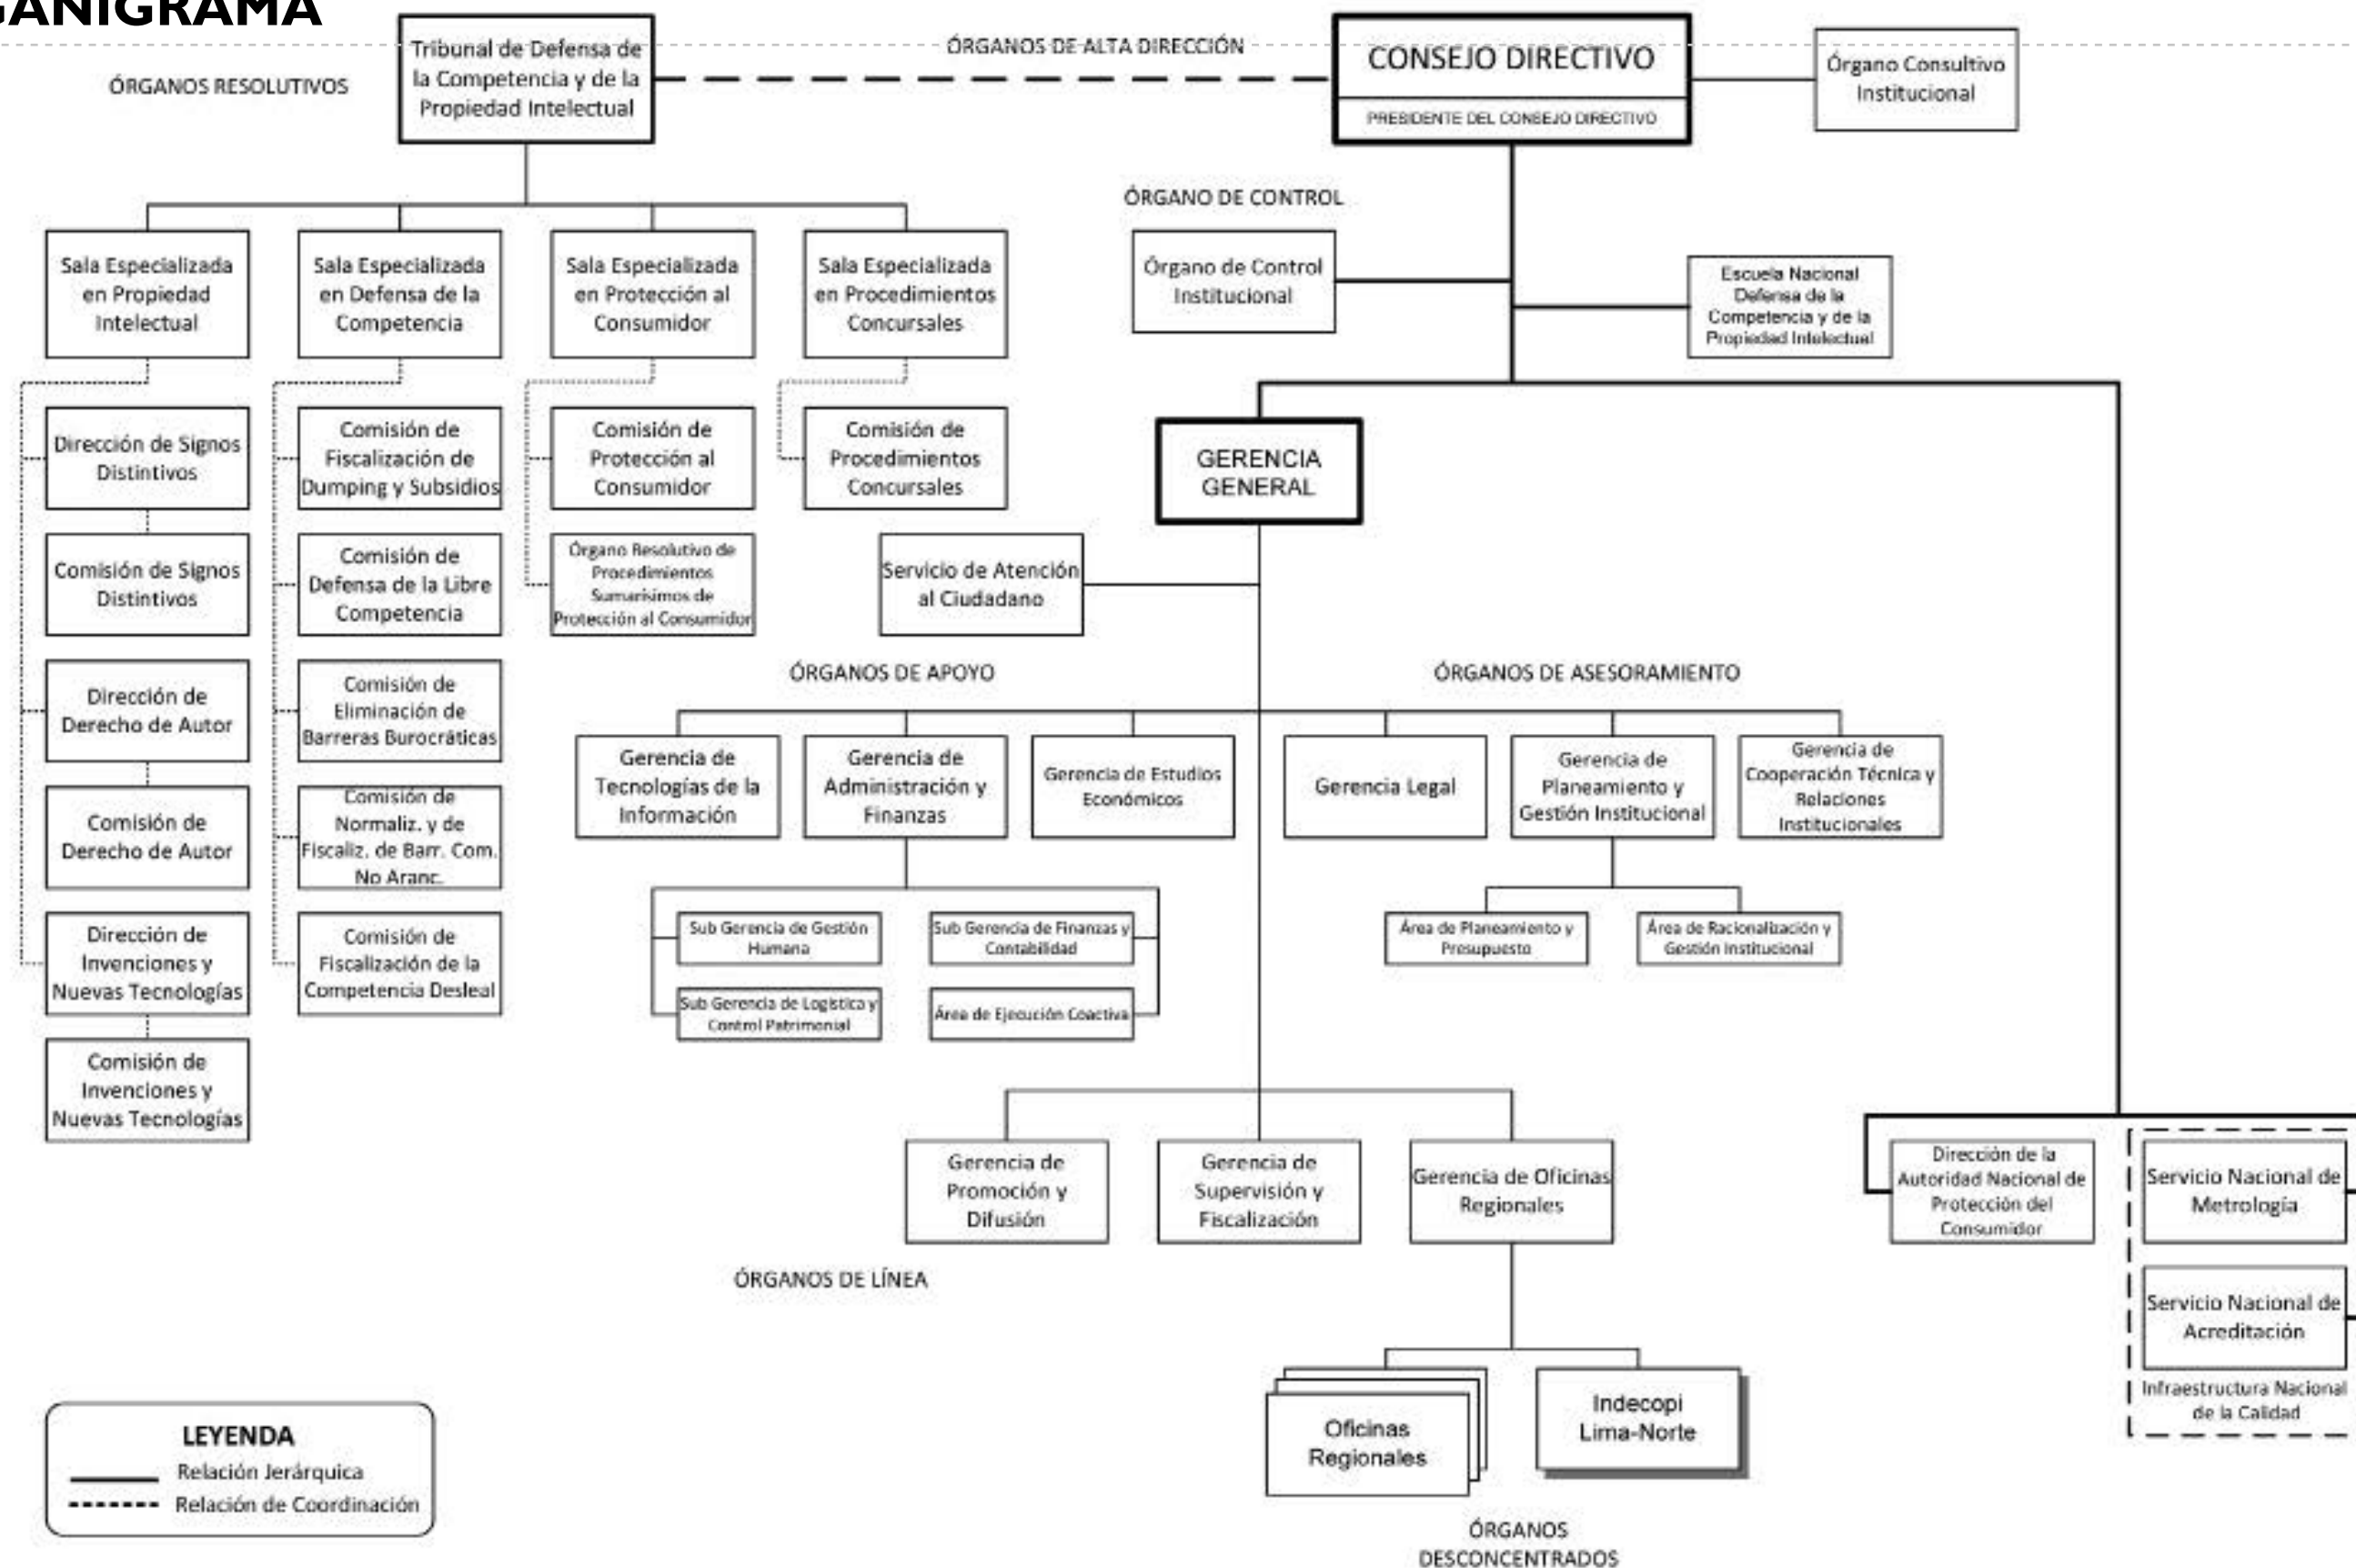 GANIGRAMA
ÓRGANOS RESOLUTIVOS
Tribunal de Defensa de
la Competencia y de la
Propiedad Intelectual
ÓRGANOS DE ALTA DIRECCIÓN
CONSEJO DIRECTIVO
PRESIDENTE DEL CONSEJO DIRECTIVO
Órgano Consultivo
Institucional
ÓRGANO DE CONTROL
Órgano de Control
Institucional
Escuela Nacional
Defensa de la
Competencia y de la
Propiedad Intelectual
Sala Especializada
en Propiedad
Intelectual
Sala Especializada
en Defensa de la
Competencia
Sala Especializada
en Protección al
Consumidor
Sala Especializada
en Procedimientos
Concursales
Dirección de Signos
Distintivos
Comisión de Signos
Distintivos
Dirección de
Derecho de Autor
Comisión de
Derecho de Autor
Dirección de
Invenciones y
Nuevas Tecnologías
Comisión de
Invenciones y
Nuevas Tecnologías
Comisión de
Fiscalización de
Dumping y Subsidios
Comisión de
Defensa de la Libre
Competencia
Comisión de
Eliminación de
Barreras Burocráticas
Comisión de
Normaliz. y de
Fiscaliz. de Barr. Com.
No Aranc.
Comisión de
Fiscalización de la
Competencia Desleal
Comisión de
Protección al
Consumidor
Órgano Resolutivo de
Procedimientos
Sumarísimos de
Protección al Consumidor
Comisión de
Procedimientos
Concursales
GERENCIA
GENERAL
Servicio de Atención
al Ciudadano
ÓRGANOS DE APOYO
ÓRGANOS DE ASESORAMIENTO
Gerencia de
Tecnologías de la
Información
Gerencia de
Administración y
Finanzas
Gerencia de Estudios
Económicos
Gerencia Legal
Gerencia de
Planeamiento y
Gestión Institucional
Gerencia de
Cooperación Técnica y
Relaciones
Institucionales
Sub Gerencia de Gestión
Humana
Sub Gerencia de Finanzas y
Contabilidad
Sub Gerencia de Logística y
Control Patrimonial
Área de Ejecución Coactiva
Área de Planeamiento y
Presupuesto
Área de Racionalización y
Gestión Institucional
Gerencia de
Promoción y
Difusión
Gerencia de
Supervisión y
Fiscalización
Gerencia de Oficinas
Regionales
ÓRGANOS DE LÍNEA
Dirección de la
Autoridad Nacional de
Protección del
Consumidor
Servicio Nacional de
Metrología
Servicio Nacional de
Acreditación
Infraestructura Nacional
de la Calidad
Oficinas
Regionales
Indecopi
Lima-Norte
ÓRGANOS
DESCONCENTRADOS
LEYENDA
Relación Jerárquica
Relación de Coordinación